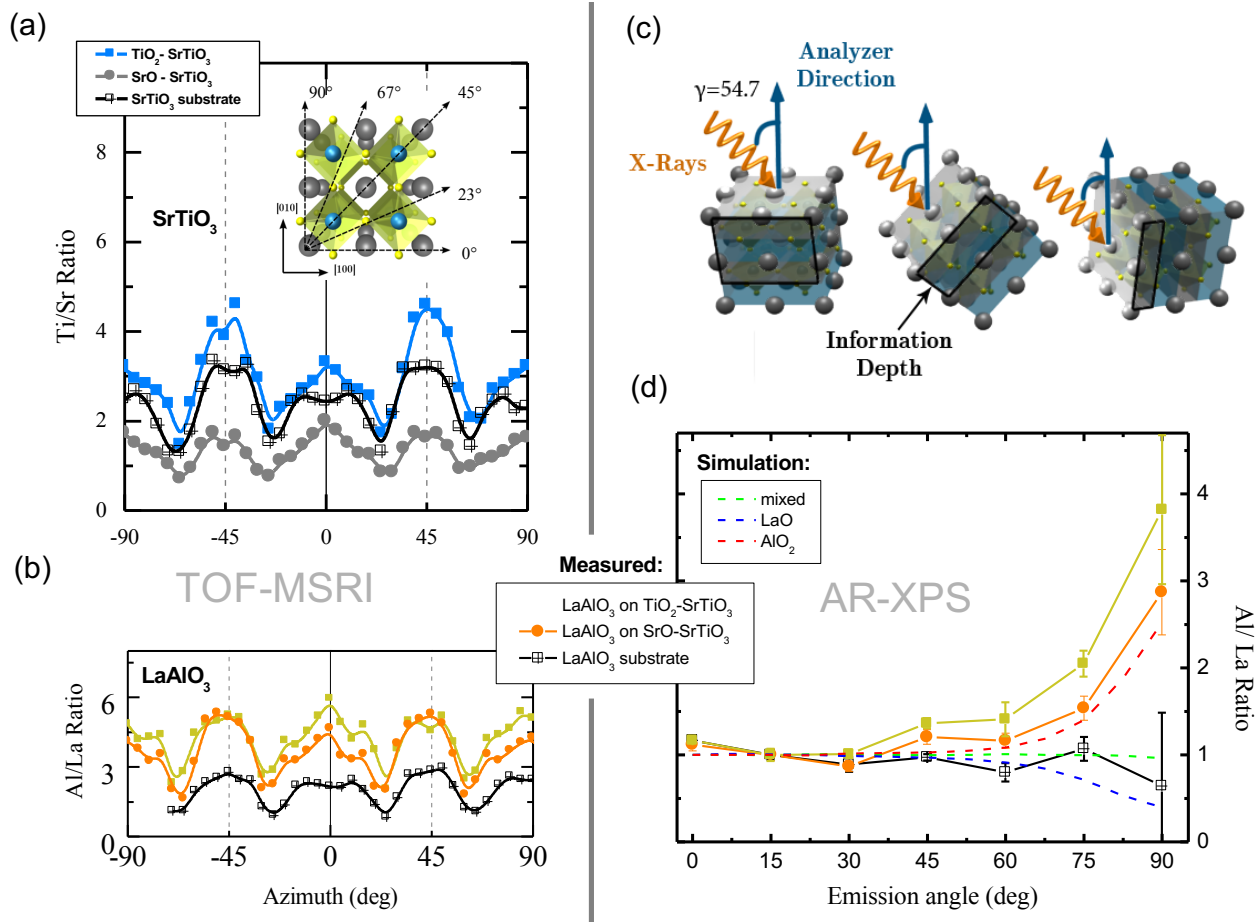 (a)
TiO2 - SrTiO3
SrO - SrTiO3
SrTiO3 substrate
90°
67°
45°
23°
0°
|010|
|100|
SrTiO3
Ti/Sr Ratio
8
6
4
2
0
-90
-45
0
45
90
(b)
TOF-MSRI
LaAlO3
Al/La Ratio
6
3
0
-90
-45
0
45
90
Azimuth (deg)
Measured:
LaAlO3 on TiO2-SrTiO3
LaAlO3 on SrO-SrTiO3
LaAlO3 substrate
(c)
γ=54.7
Analyzer
Direction
X-Rays
Information
Depth
(d)
Simulation:
mixed
LaO
AlO2
AR-XPS
4
3
2
1
0
Al/ La Ratio
0
15
30
45
60
75
90
Emission angle (deg)